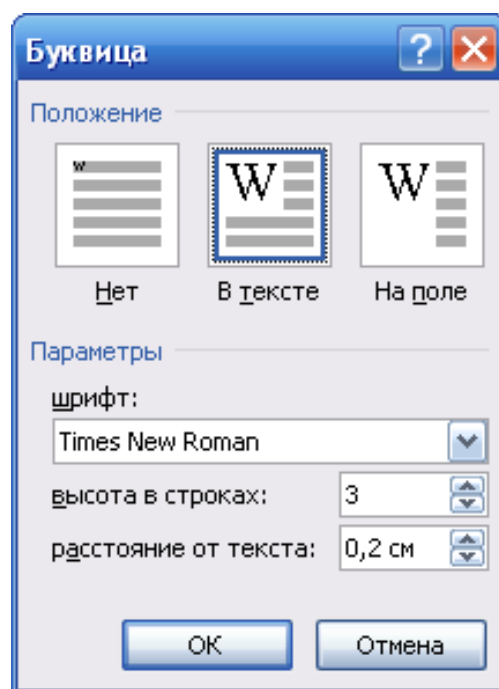 Буквица
Положение
W W W
Нет В тексте На поле
Параметры
шрифт:
Times New Roman
высота в строках: 3
расстояние от текста: 0,2 см
ОК Отмена